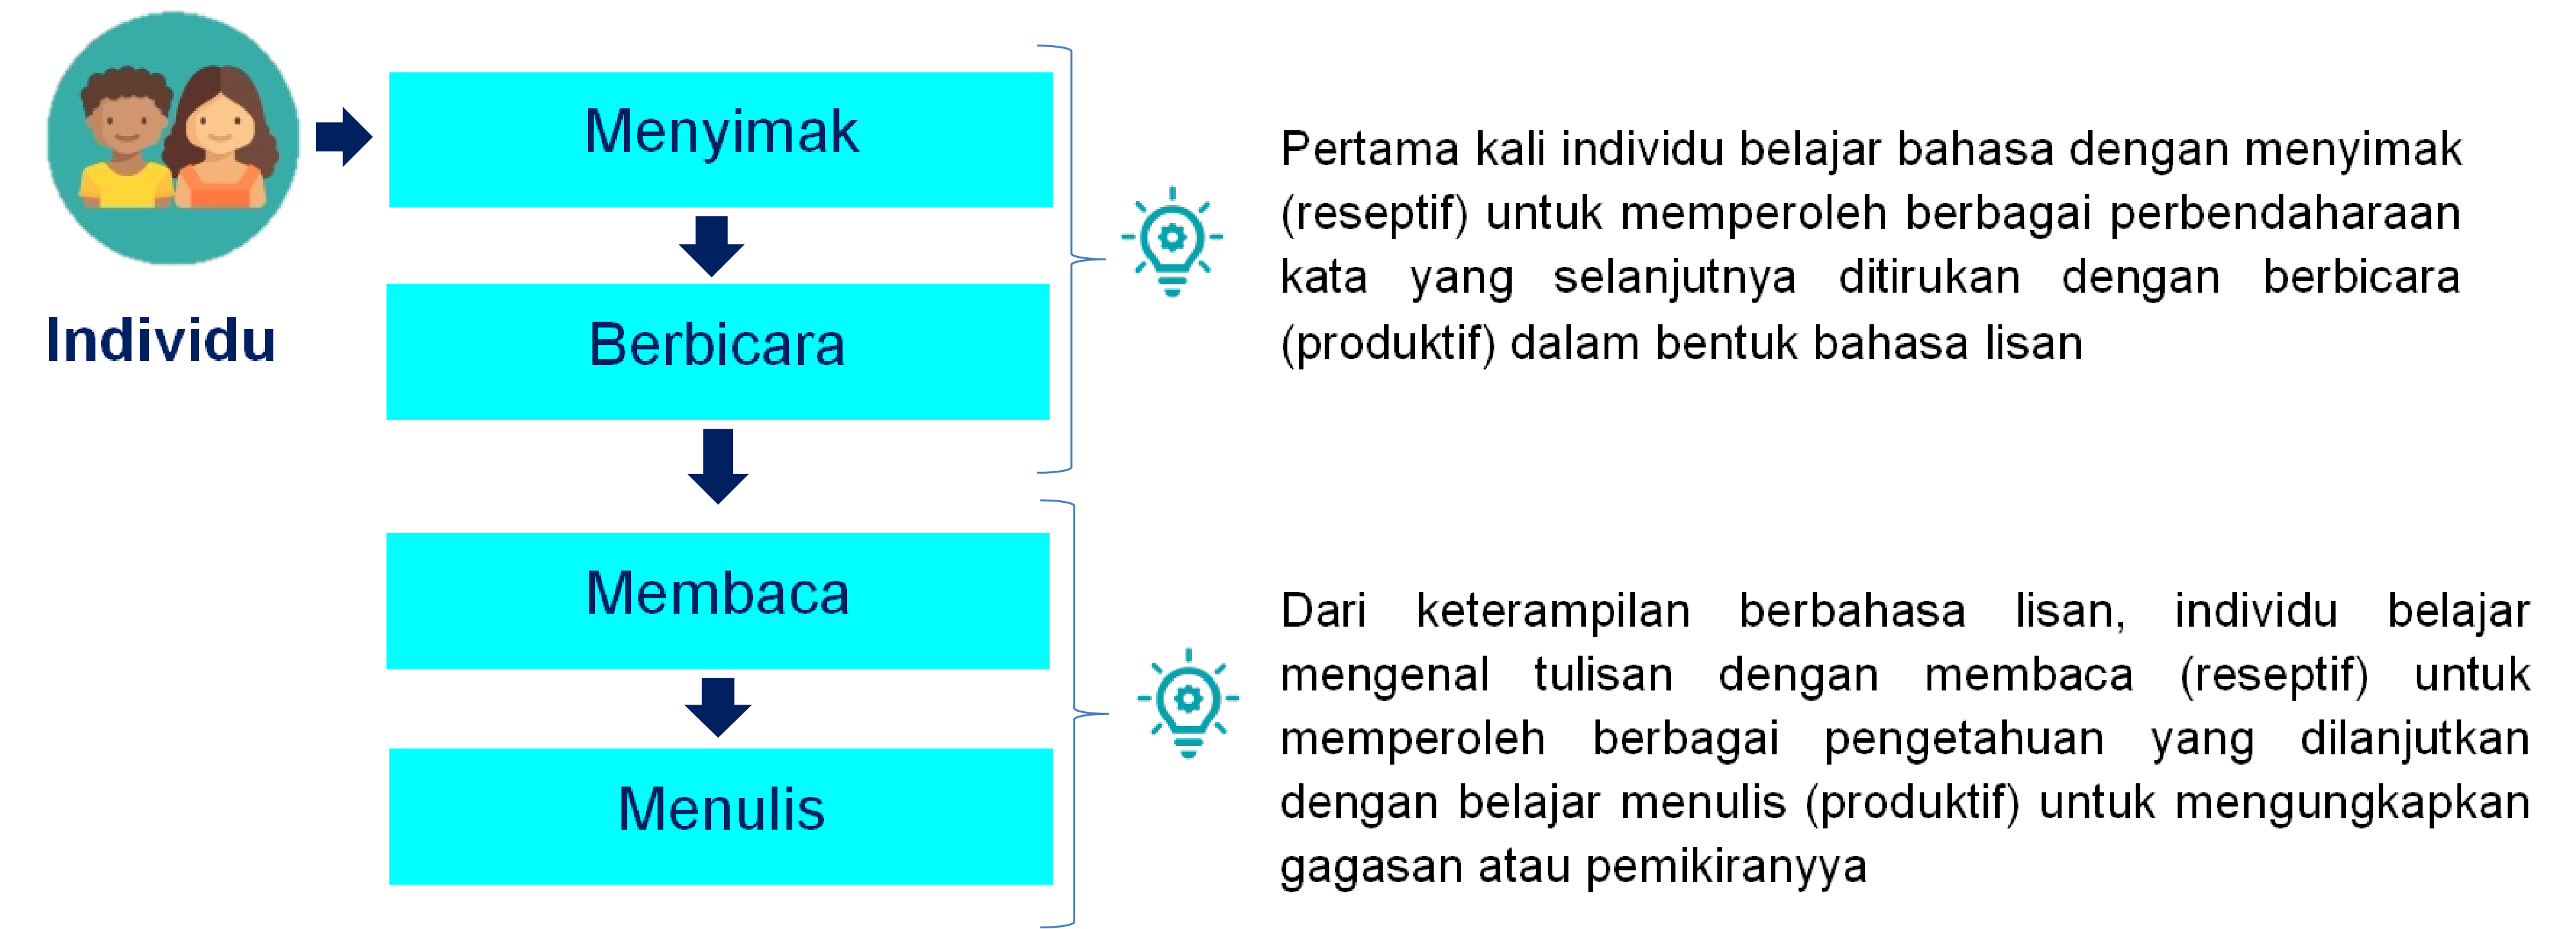 Individu
Menyimak
Berbicara
Membaca
Menulis
Pertama kali individu belajar bahasa dengan menyimak
(reseptif) untuk memperoleh berbagai perbendaharaan
kata yang selanjutnya ditirukan dengan berbicara
(produktif) dalam bentuk bahasa lisan
Dari keterampilan berbahasa lisan, individu belajar
mengenal tulisan dengan membaca (reseptif) untuk
memperoleh berbagai pengetahuan yang dilanjutkan
dengan belajar menulis (produktif) untuk mengungkapkan
gagasan atau pemikiranyya